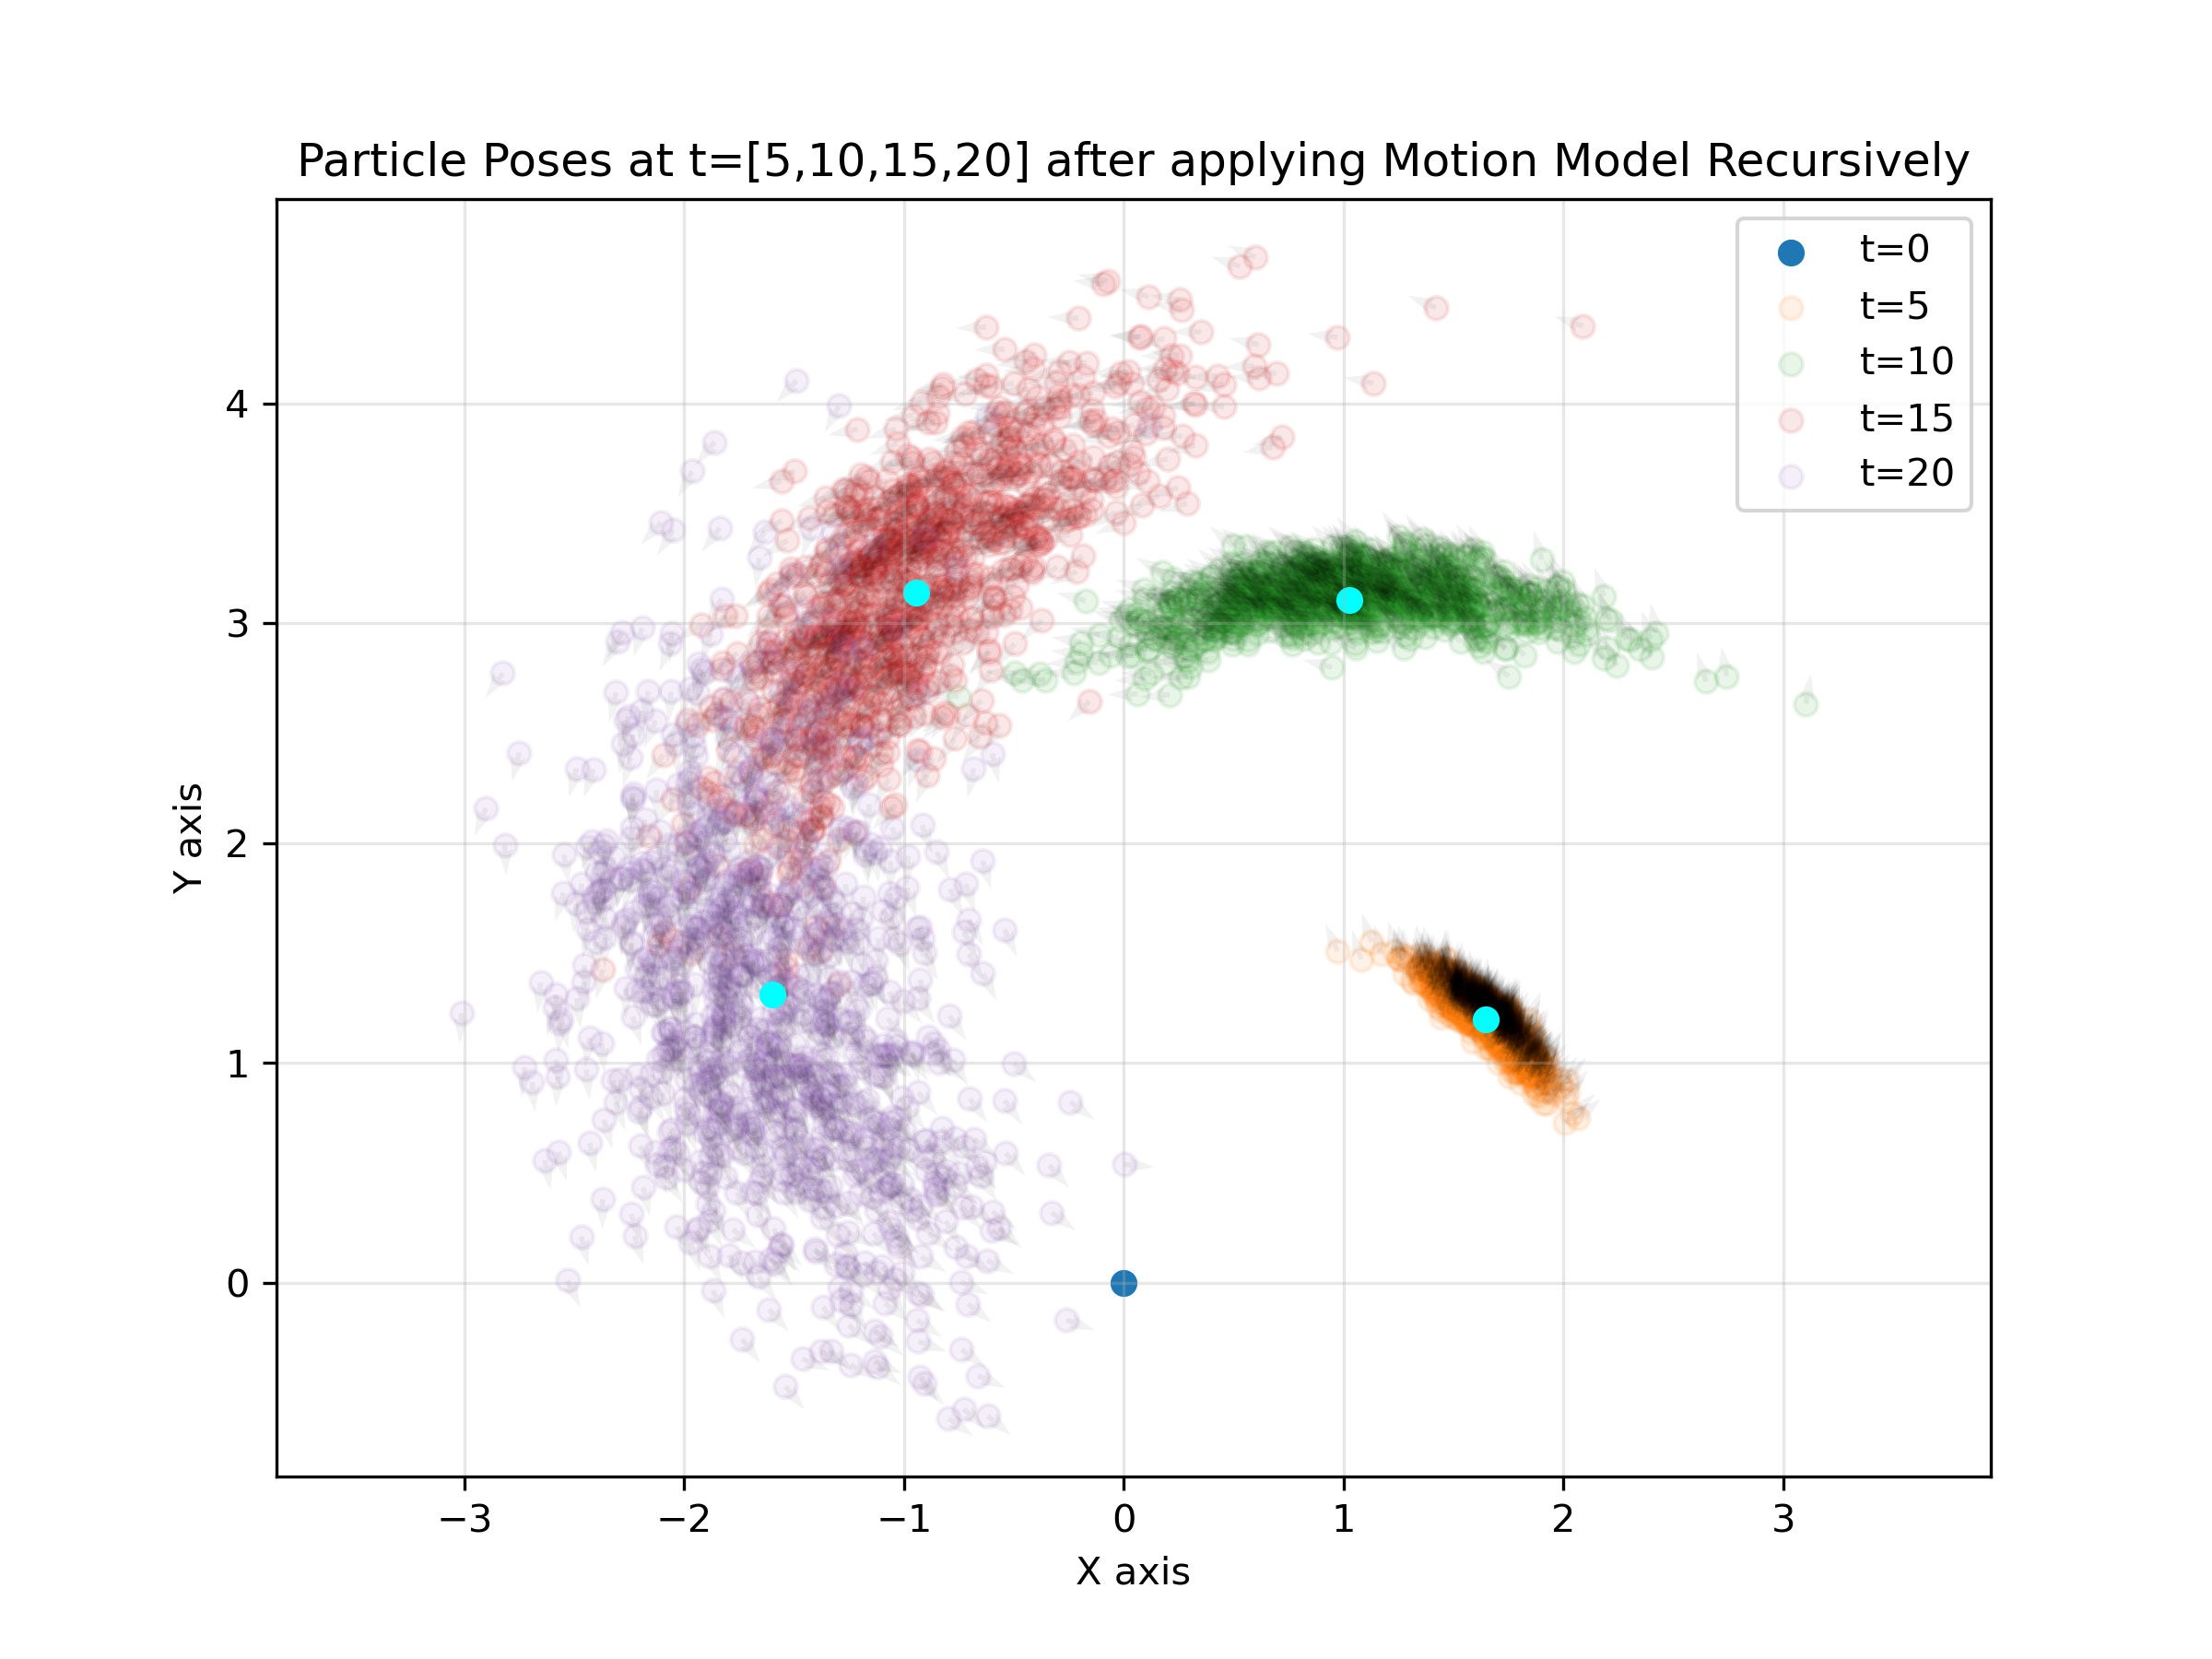 Particle Poses at t=[5,10,15,20] after applying Motion Model Recursively
t=0
t=5
t=10
t=15
t=20
4
3
2
1
0
Y axis
−3 −2 −1 0 1 2 3
X axis